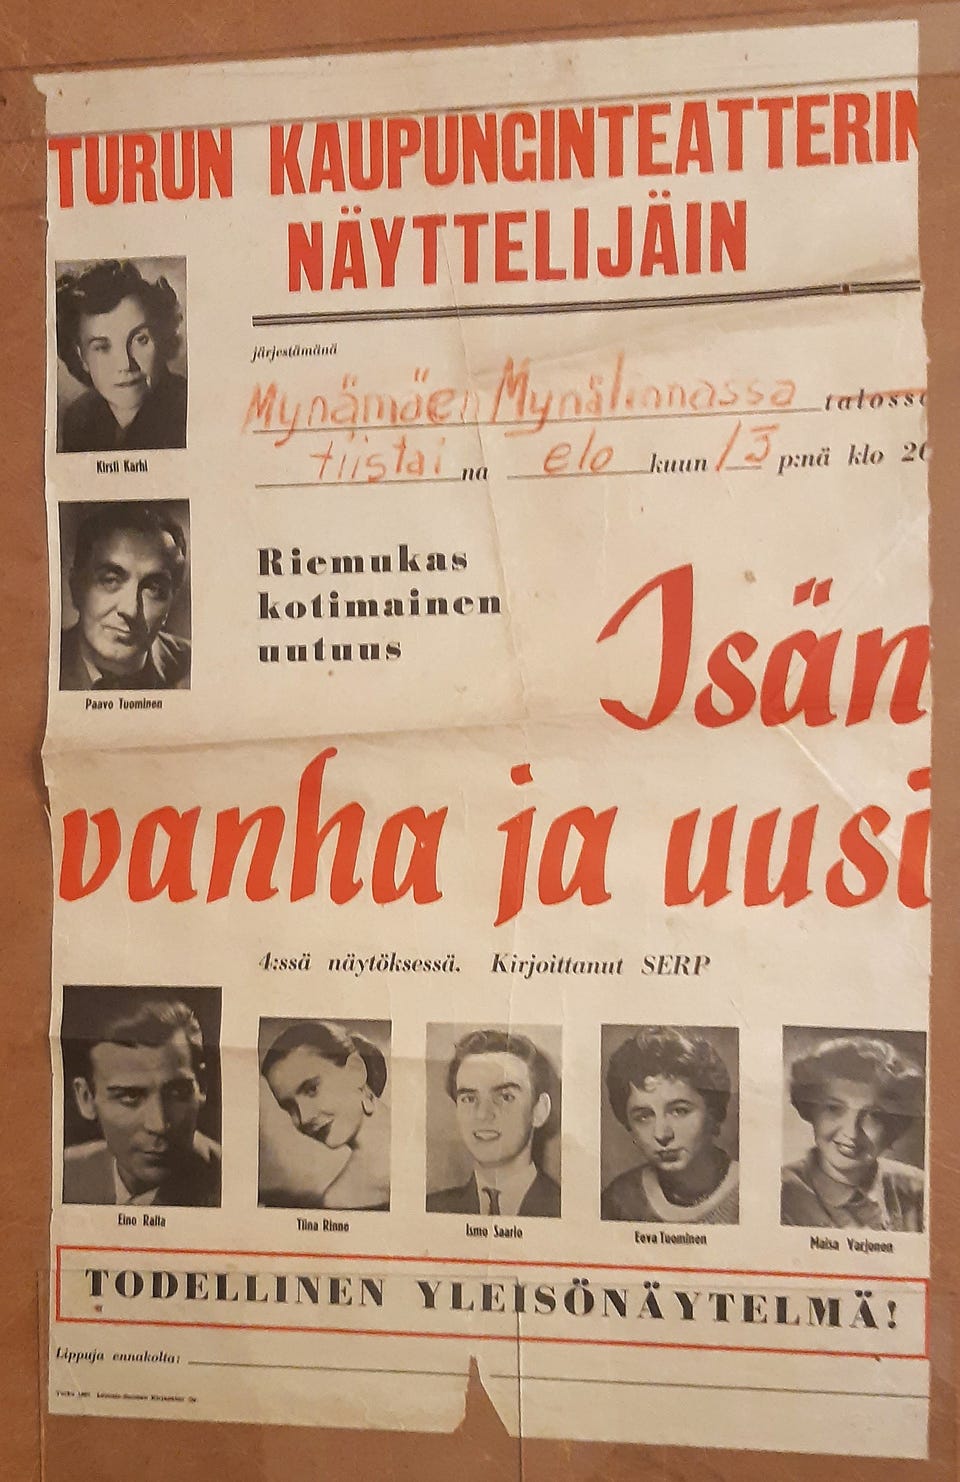 TURUN KAUPUNGINTEATTERIN
NÄYTTELIJÄIN
järjestämänä
Mynämäen Mynälinnassa talossa
tiistai na elo kuun 13 p:nä klo 20
Kirsti Karhi
Riemukas
kotimainen
uutuus
Paavo Tuominen
Isän
vanha ja uusi
4:ssä näytöksessä. Kirjoittanut SERP
Eino Ratia
Tiina Rinne
Ismo Saario
Eeva Tuominen
Maisa Varjonen
TODELLINEN YLEISÖNÄYTELMÄ!
Lippuja ennakolta: